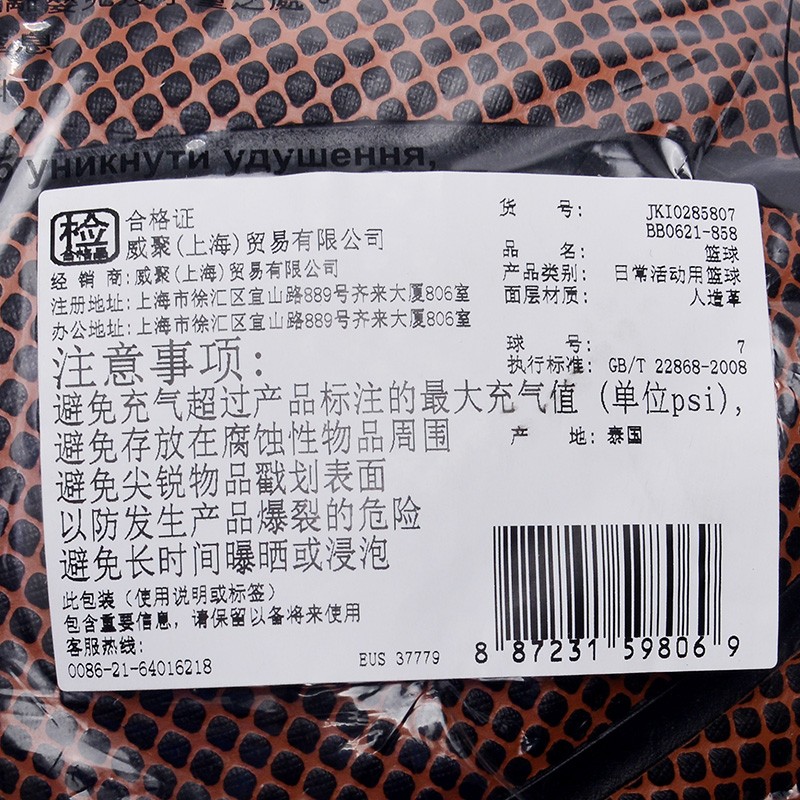 уникнути удушення,
检
合格品
合格证
威聚(上海)贸易有限公司
经 销 商:威聚(上海)贸易有限公司
注册地址:上海市徐汇区宜山路889号齐来大厦806室
办公地址:上海市徐汇区宜山路889号齐来大厦806室
注意事项:
避免充气超过产品标注的最大充气值 (单位psi),
避免存放在腐蚀性物品周围
避免尖锐物品戳划表面
以防发生产品爆裂的危险
避免长时间曝晒或浸泡
此包装(使用说明或标签)
包含重要信息，请保留以备将来使用
客服热线:
0086-21-64016218
EUS 37779
货 号: JKI0285807
BB0621-858
品 名: 篮球
产品类别: 日常活动用篮球
面层材质: 人造革
球 号: 7
执行标准: GB/T 22868-2008
产 地: 泰国
8 87231 59806 9